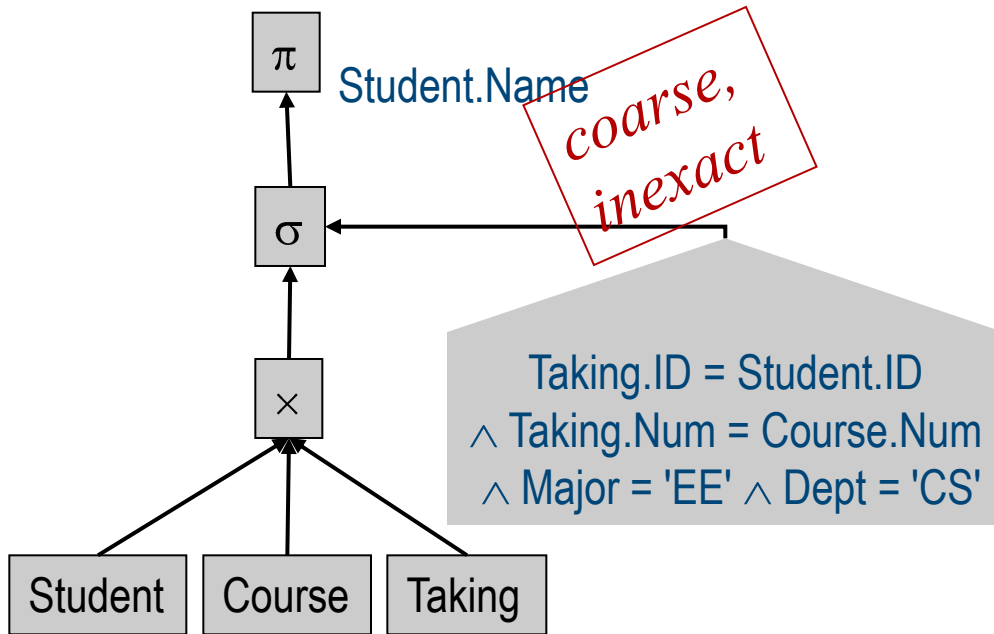 π
Student.Name
coarse,
inexact
σ
×
Taking.ID = Student.ID
∧ Taking.Num = Course.Num
∧ Major = 'EE' ∧ Dept = 'CS'
Student
Course
Taking